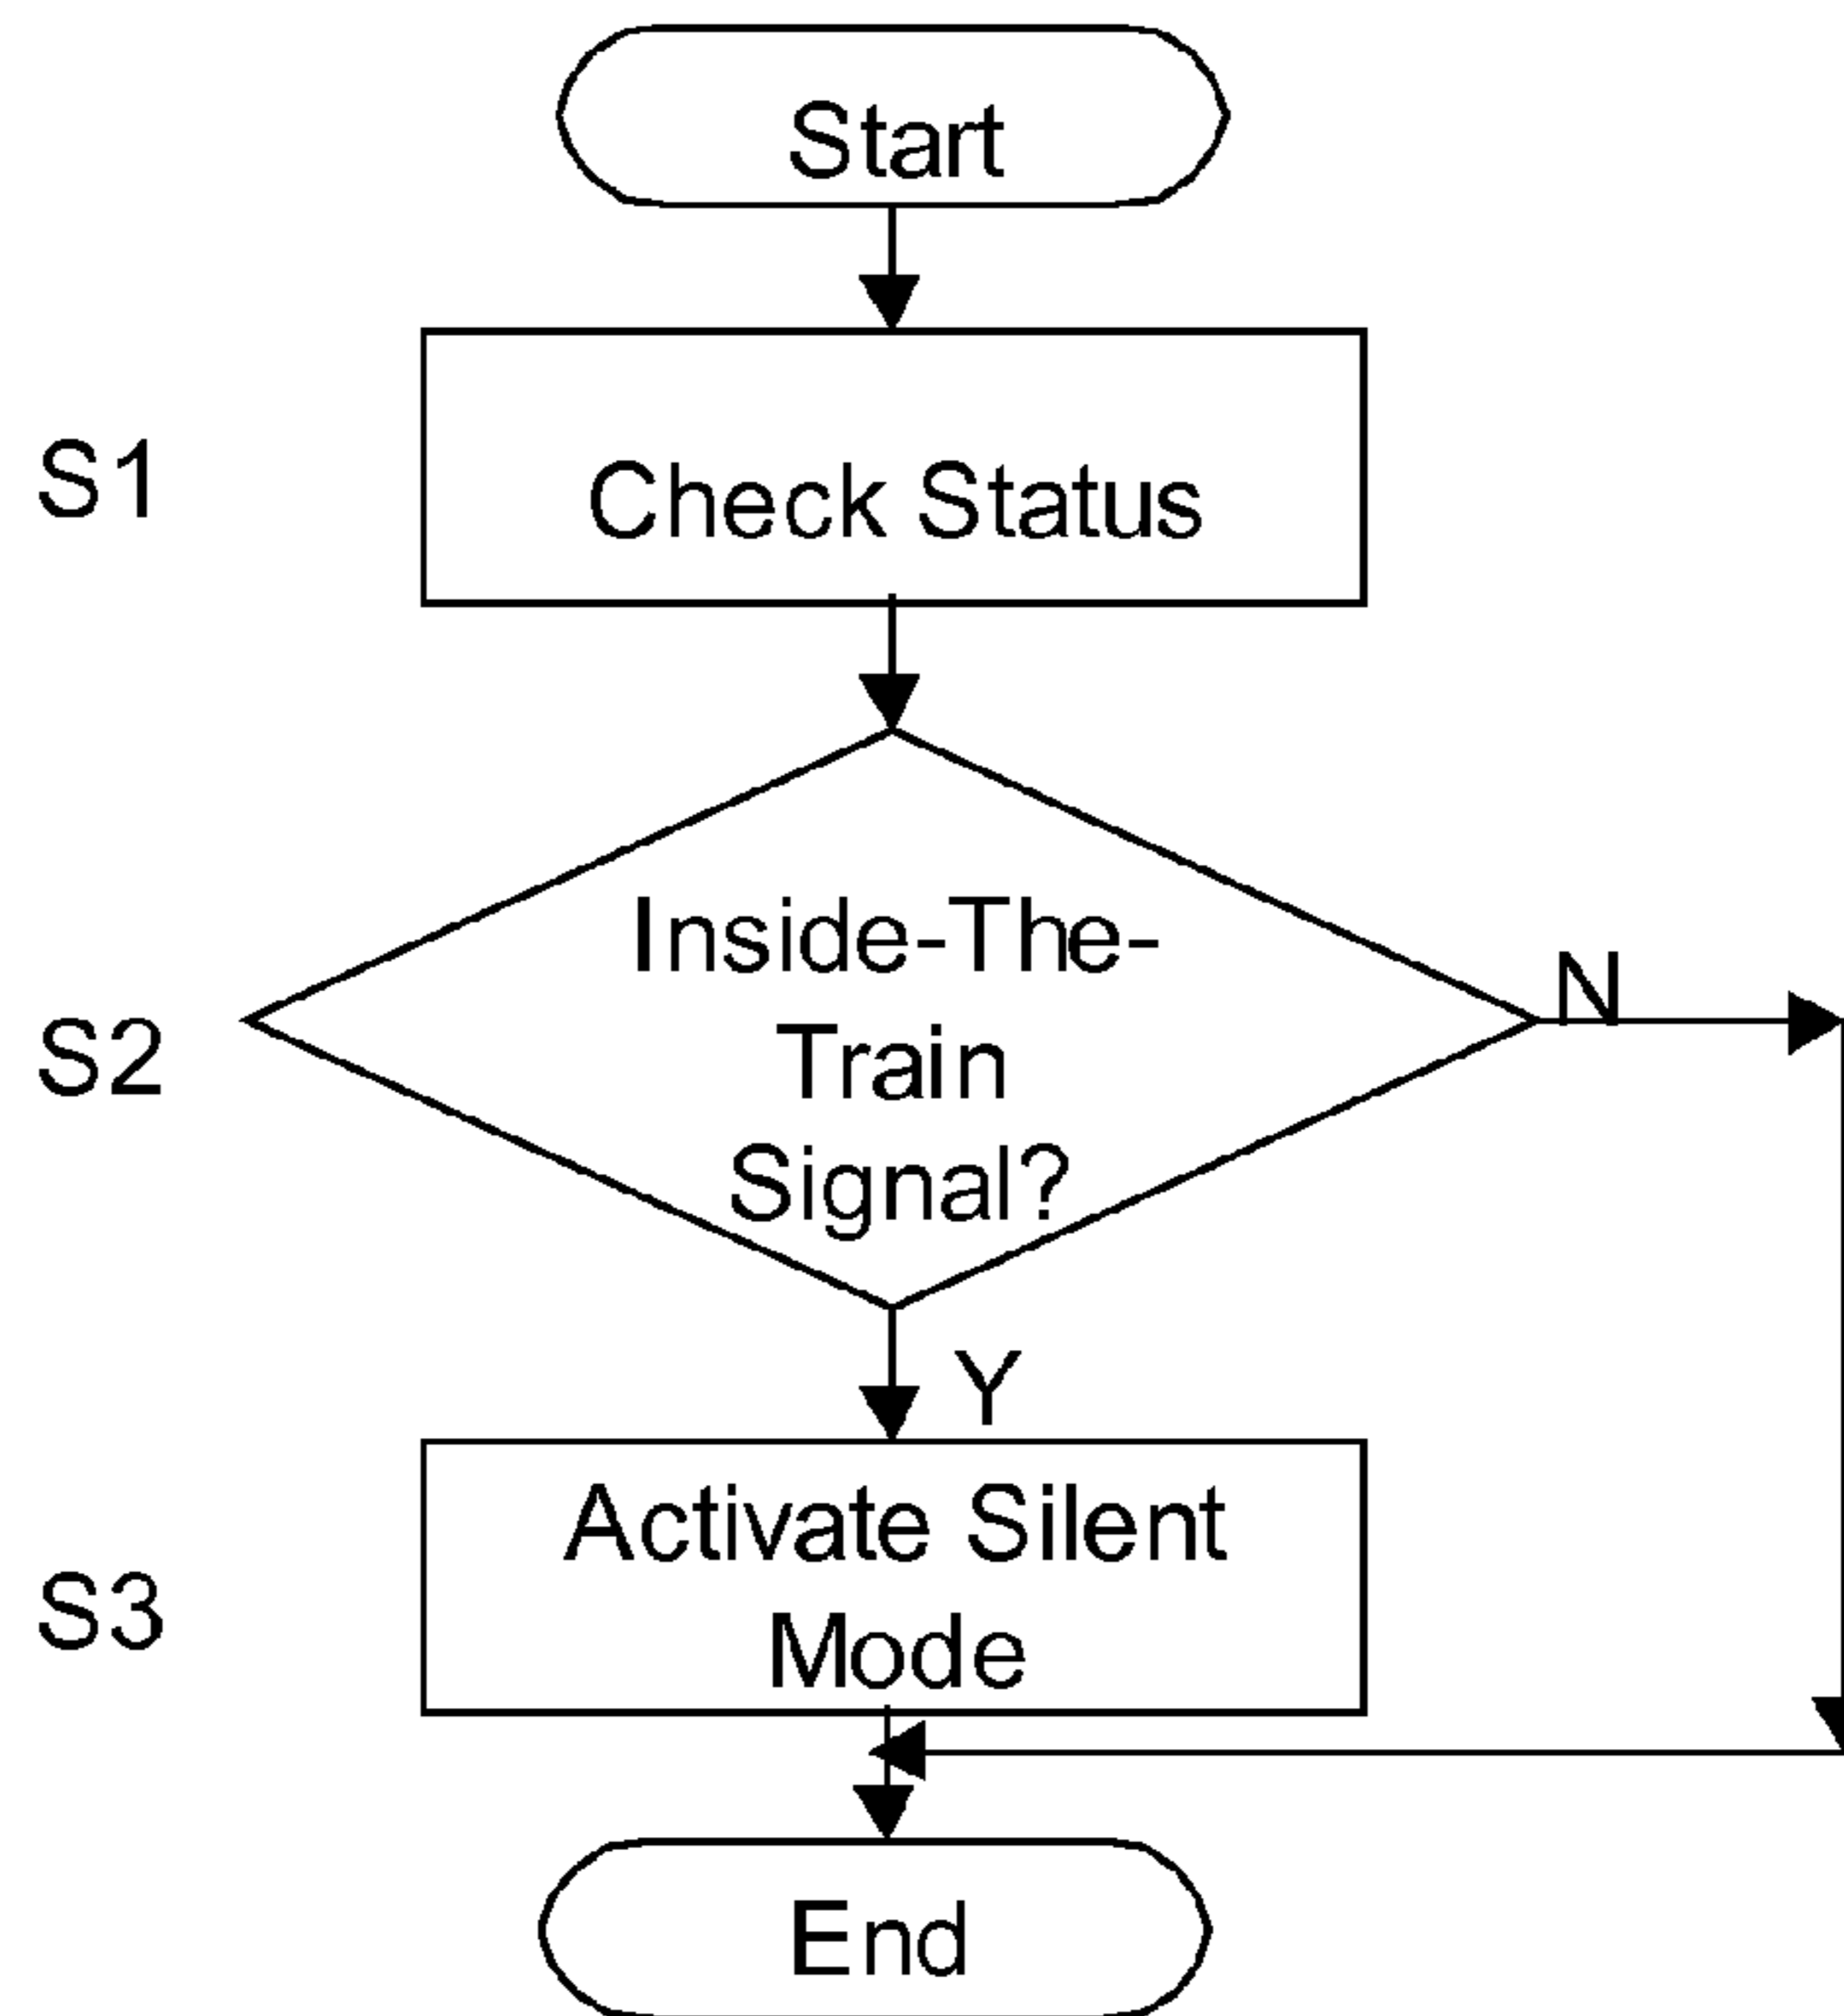 Start
S1
Check Status
S2
Inside-The-
Train
Signal?
N
Y
S3
Activate Silent
Mode
End